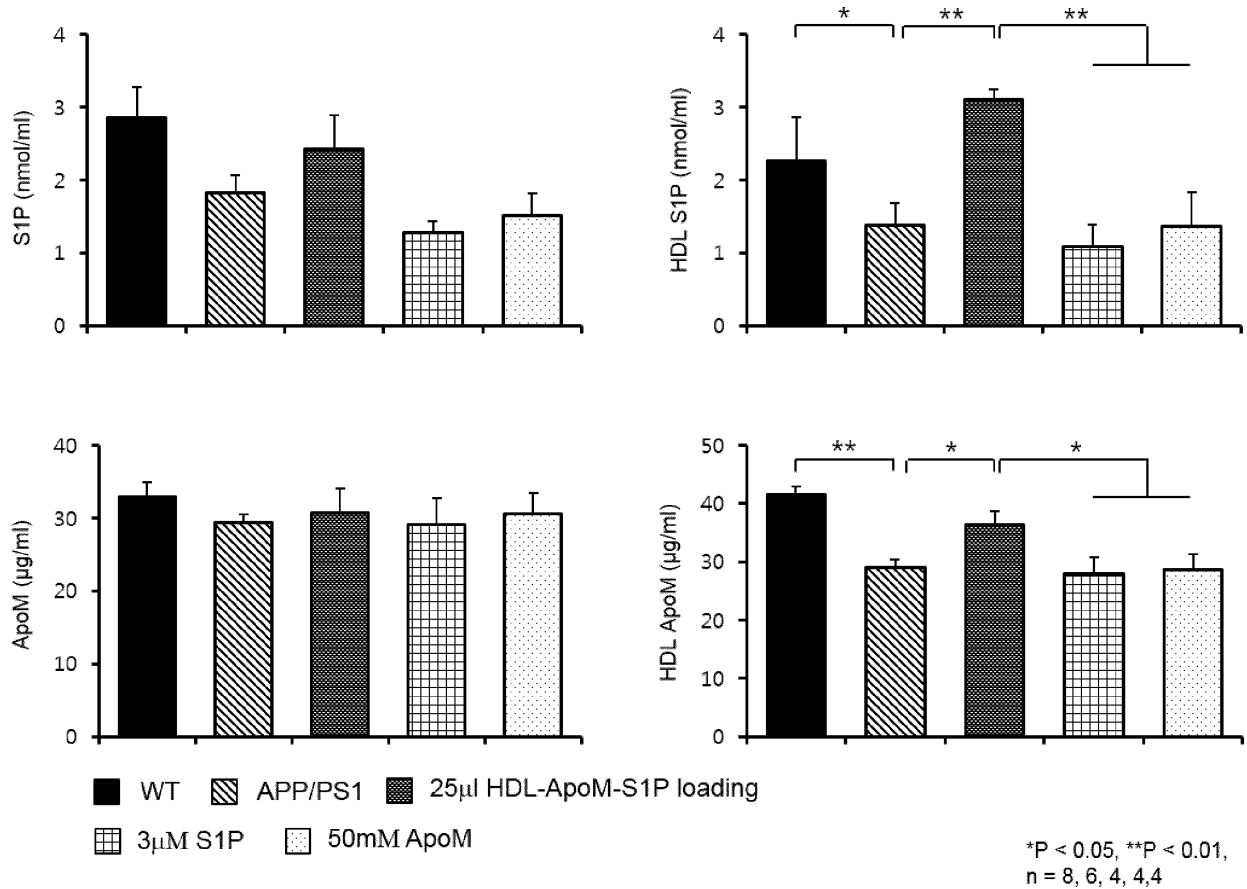 4
3
2
1
0
S1P (nmol/ml)
* ** **
4
3
2
1
0
HDL S1P (nmol/ml)
40
30
20
10
0
ApoM (µg/ml)
** * *
50
40
30
20
10
0
HDL ApoM (µg/ml)
WT APP/PS1 25µl HDL-ApoM-S1P loading
3µM S1P 50mM ApoM
*P < 0.05, **P < 0.01,
n = 8, 6, 4, 4,4